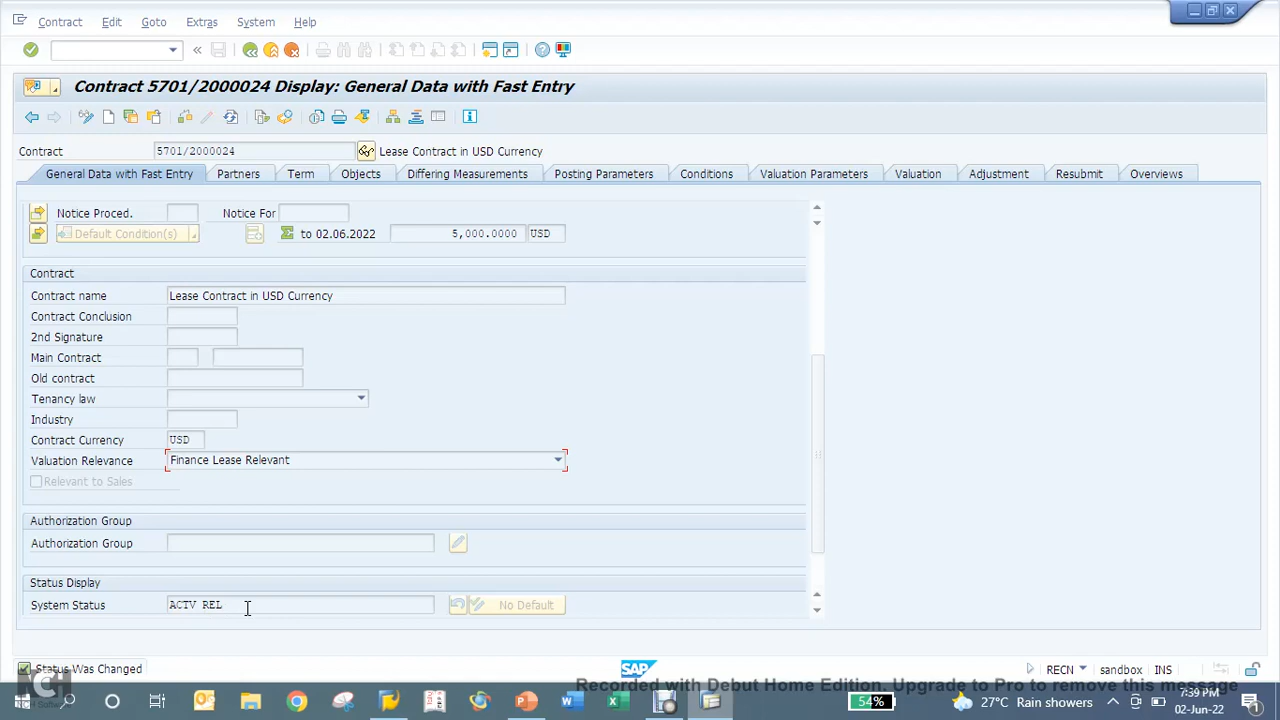 Contract Edit Goto Extras System Help
Contract 5701/2000024 Display: General Data with Fast Entry
Contract 5701/2000024 Lease Contract in USD Currency
General Data with Fast Entry Partners Term Objects Differing Measurements Posting Parameters Conditions Valuation Parameters Valuation Adjustment Resubmit Overviews
Notice Proced. Notice For
Default Condition(s) to 02.06.2022 5,000.0000 USD
Contract
Contract name Lease Contract in USD Currency
Contract Conclusion
2nd Signature
Main Contract
Old contract
Tenancy law
Industry
Contract Currency USD
Valuation Relevance Finance Lease Relevant
Relevant to Sales
Authorization Group
Authorization Group
Status Display
System Status ACTV REL No Default
Status Was Changed SAP RECN sandbox INS
Recorded with Debut Home Edition. Upgrade to Pro to remove this message
54% 27°C Rain showers 7:39 PM
02-Jun-22